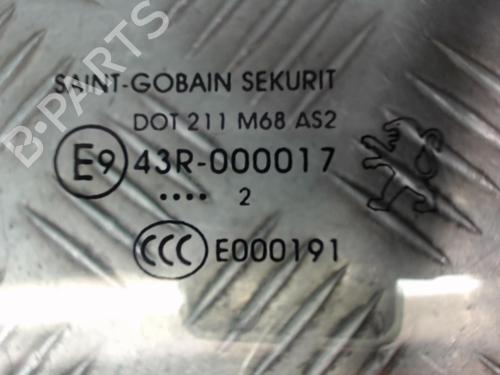 B-PARTS
SAINT-GOBAIN SEKURIT
DOT 211 M68 AS2
E9 43R-000017
•••• 2
CCC E000191